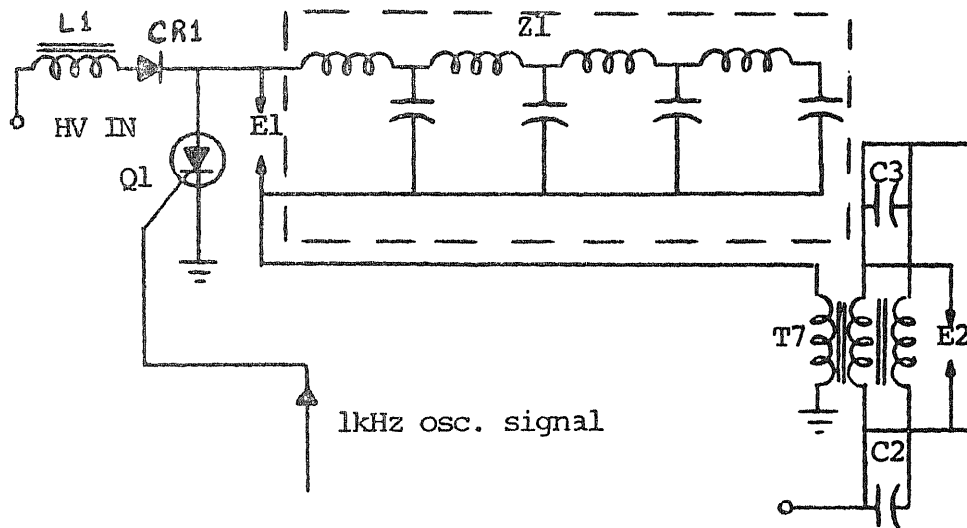 L1
CR1
Z1
HV IN
E1
Q1
C3
T7
E2
1kHz osc. signal
C2